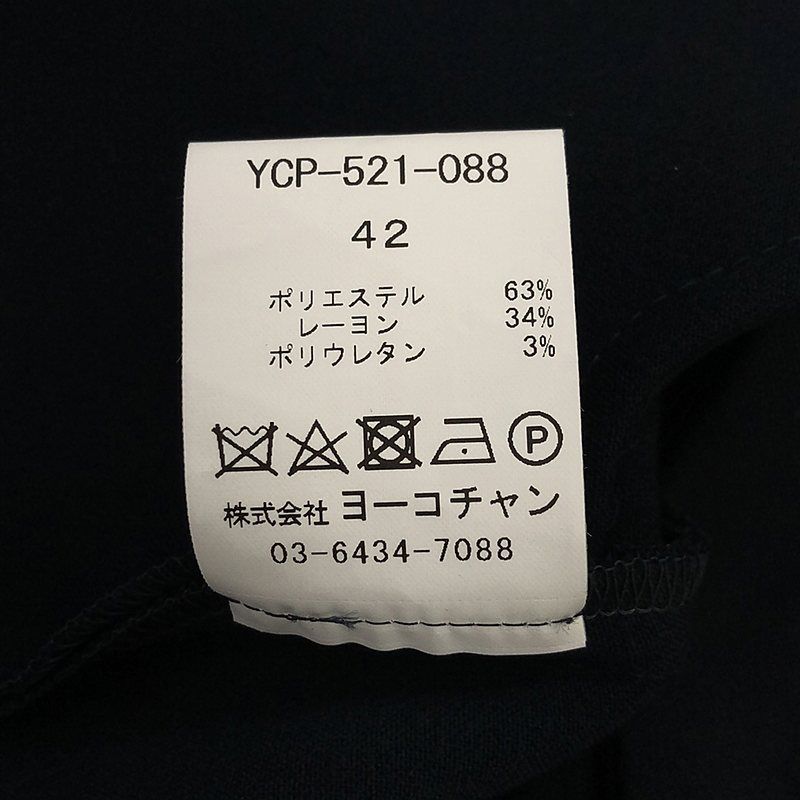 YCP-521-088
42
ポリエステル 63%
レーヨン 34%
ポリウレタン 3%
P
株式会社 ヨーコチャン
03-6434-7088